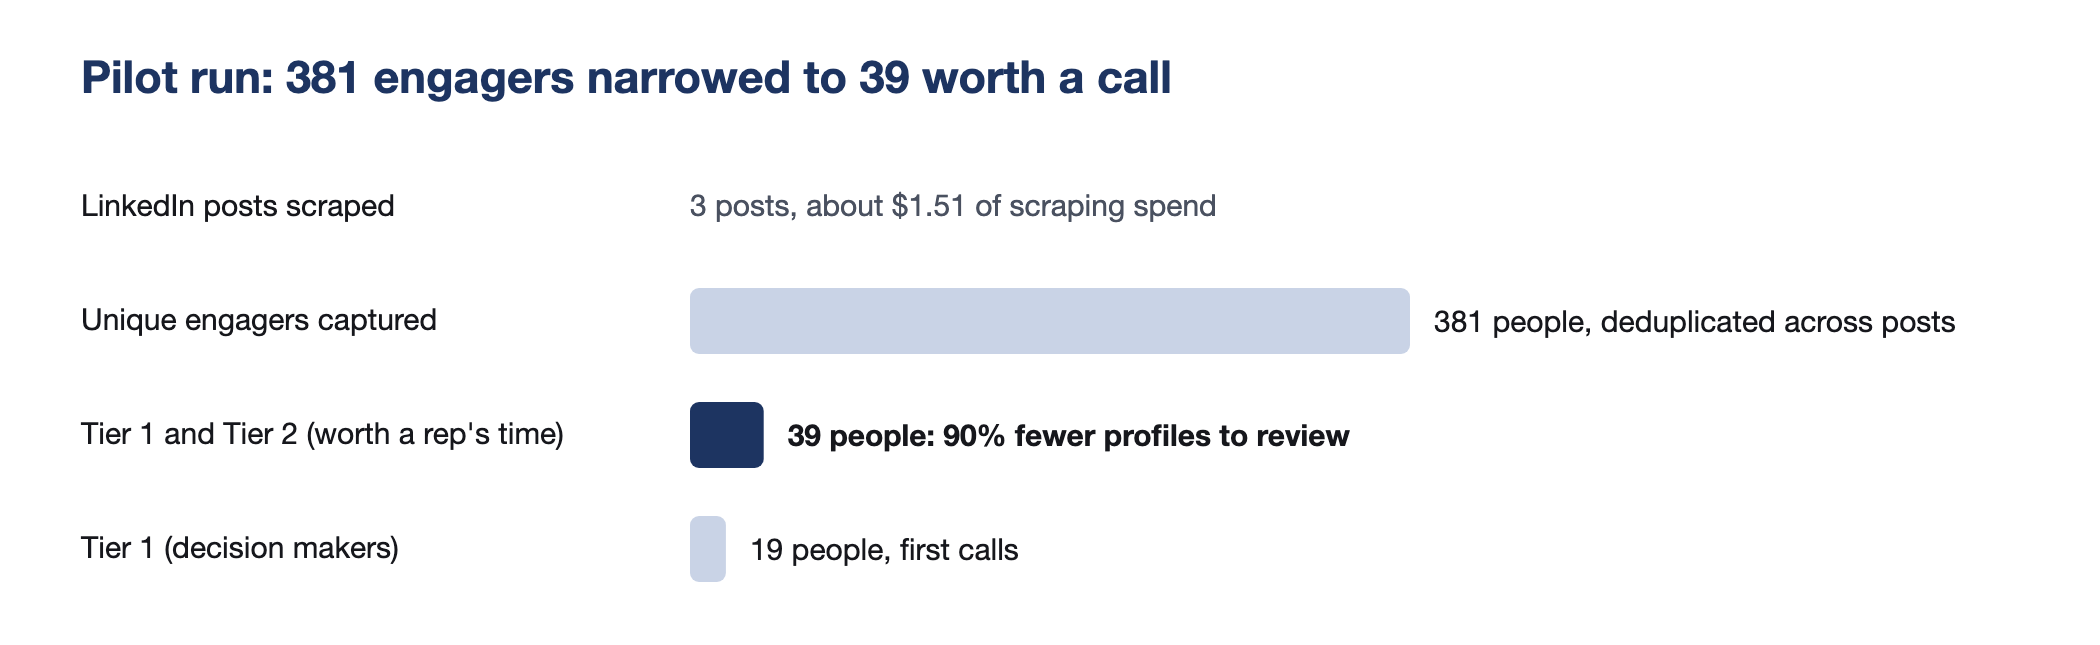 Pilot run: 381 engagers narrowed to 39 worth a call
LinkedIn posts scraped
3 posts, about $1.51 of scraping spend
Unique engagers captured
381 people, deduplicated across posts
Tier 1 and Tier 2 (worth a rep's time)
39 people: 90% fewer profiles to review
Tier 1 (decision makers)
19 people, first calls